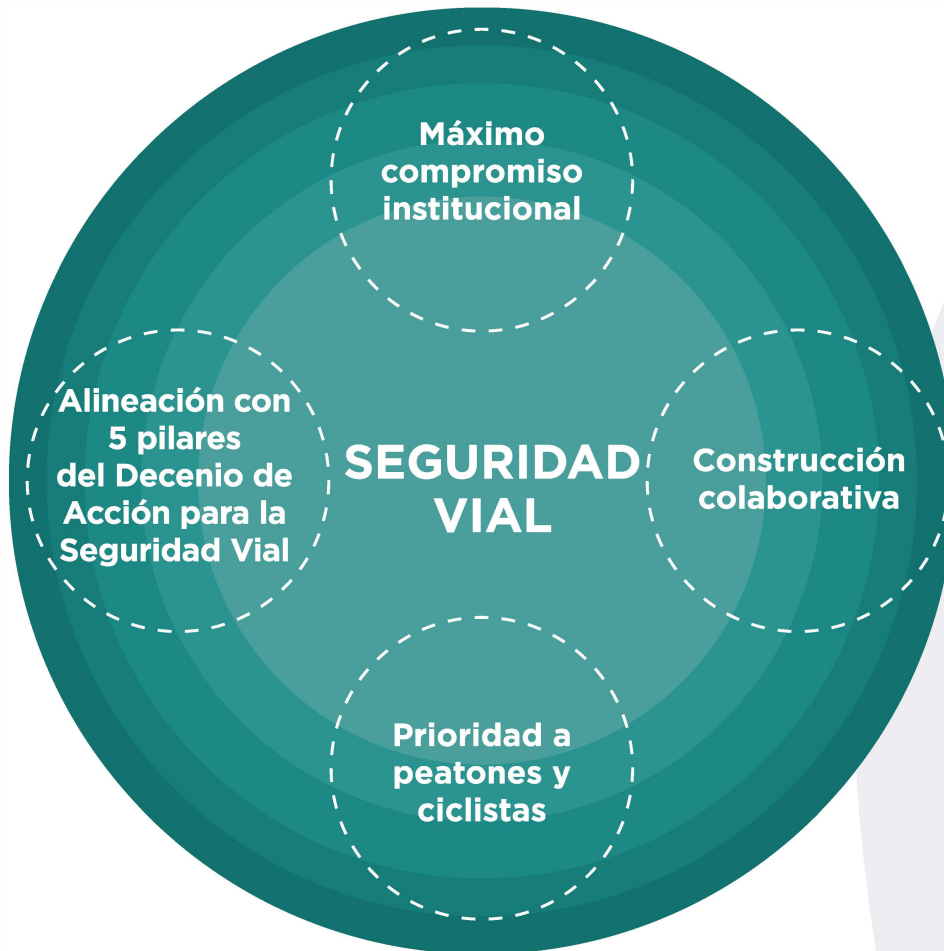 Máximo
compromiso
institucional
Alineación con
5 pilares
del Decenio de
Acción para la
Seguridad Vial
SEGURIDAD
VIAL
Construcción
colaborativa
Prioridad a
peatones y
ciclistas